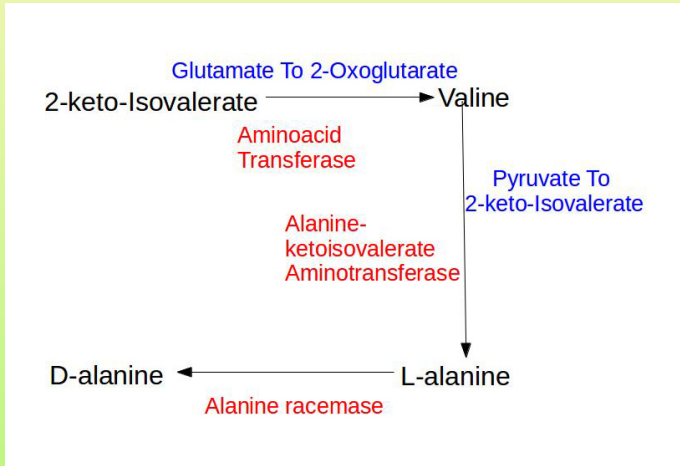 Glutamate To 2-Oxoglutarate
2-keto-Isovalerate
Valine
Aminoacid
Transferase
Pyruvate To
2-keto-Isovalerate
Alanine-
ketoisovalerate
Aminotransferase
D-alanine
L-alanine
Alanine racemase